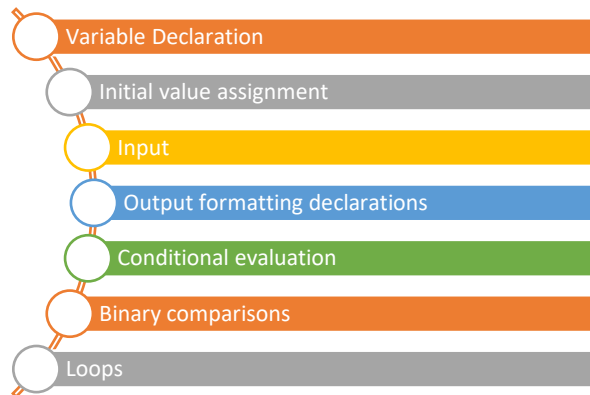 Variable Declaration
Initial value assignment
Input
Output formatting declarations
Conditional evaluation
Binary comparisons
Loops